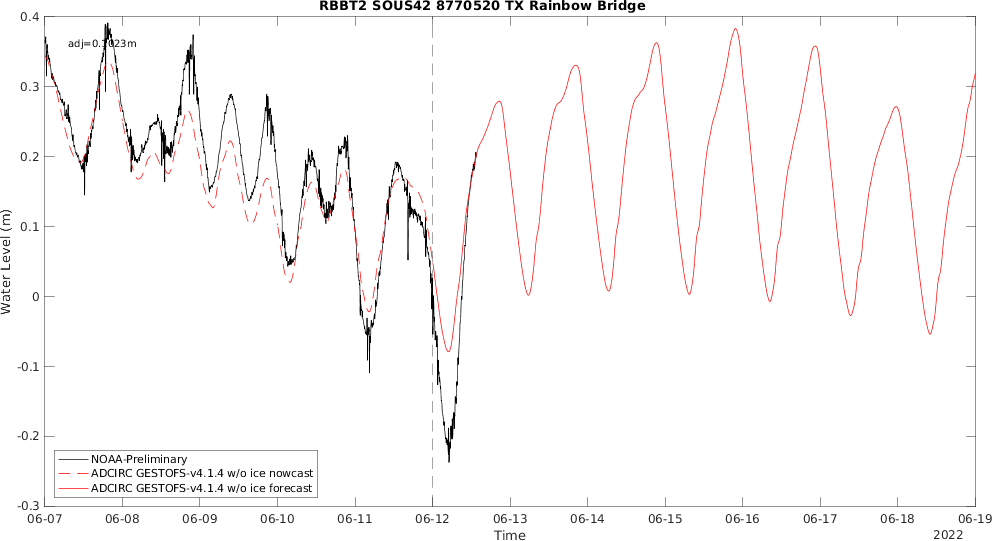 RBBT2 SOUS42 8770520 TX Rainbow Bridge
adj=0.1023m
0.4
0.3
0.2
0.1
0
-0.1
-0.2
-0.3
Water Level (m)
NOAA-Preliminary
ADCIRC GESTOFS-v4.1.4 w/o ice nowcast
ADCIRC GESTOFS-v4.1.4 w/o ice forecast
06-07 06-08 06-09 06-10 06-11 06-12 06-13 06-14 06-15 06-16 06-17 06-18 06-19
Time
2022